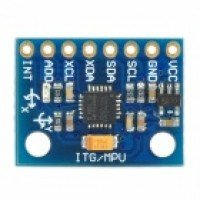 INT
ADO
XCL
XDA
SDA
SCL
GND
VCC
X
Y
ITG/MPU